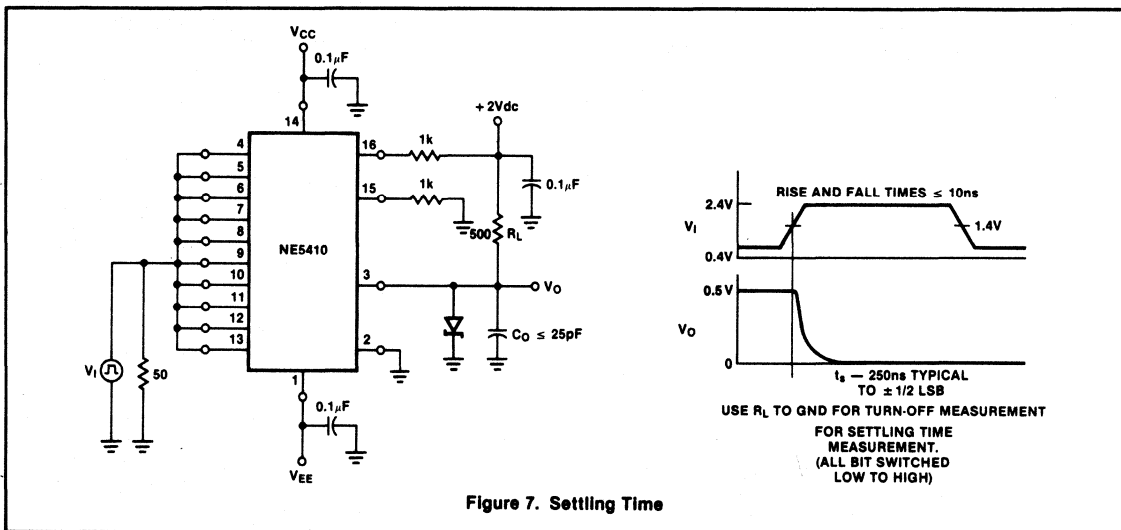 VCC
0.1µF
14
+ 2Vdc
4
16
1k
5
0.1µF
6
15
1k
7
8
500 RL
NE5410
9
10
3
VO
11
12
CO ≤ 25pF
13
2
VI
50
1
0.1µF
VEE
RISE AND FALL TIMES ≤ 10ns
2.4V
VI
1.4V
0.4V
0.5V
VO
0
ts — 250ns TYPICAL
TO ± 1/2 LSB
USE RL TO GND FOR TURN-OFF MEASUREMENT
FOR SETTLING TIME
MEASUREMENT.
(ALL BIT SWITCHED
LOW TO HIGH)
Figure 7. Settling Time